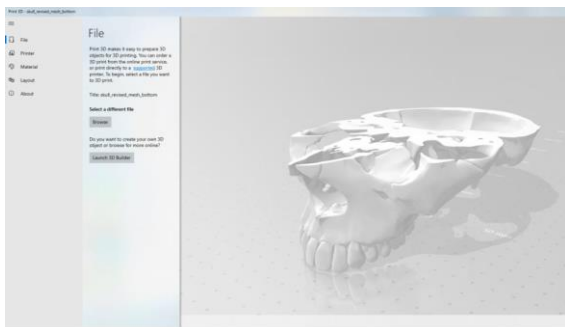 Print 3D - skull_revised_mesh_bottom
File
Printer
Material
Layout
About
File
Print 3D makes it easy to prepare 3D
objects for 3D printing. You can order a
3D print from the online print service,
or print directly to a supported 3D
printer. To begin, select a file you want
to 3D print.
Title: skull_revised_mesh_bottom
Select a different file
Browse
Do you want to create your own 3D
object or browse for more online?
Launch 3D Builder